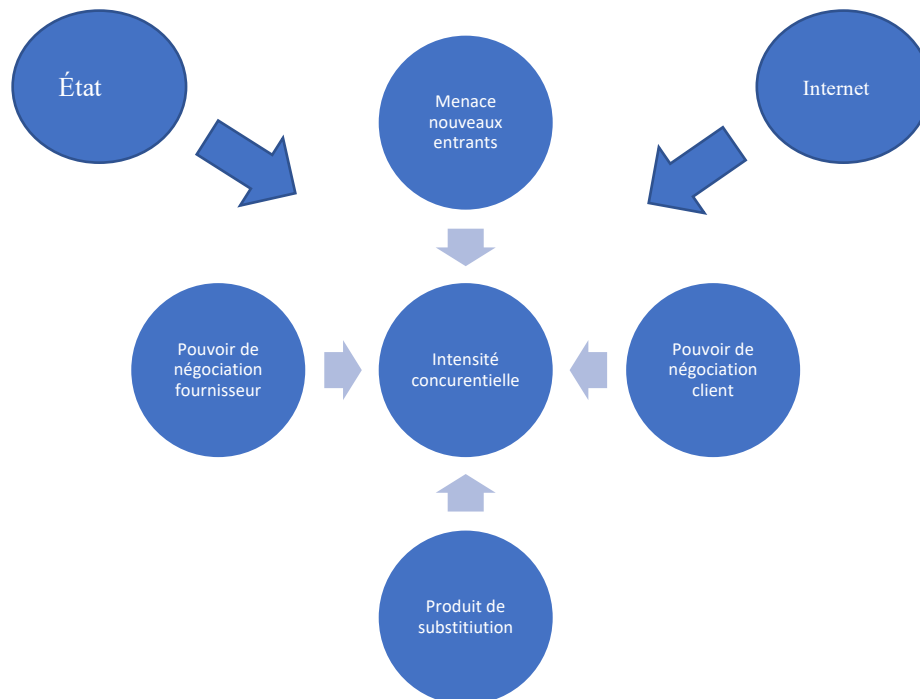 État
Internet
Menace
nouveaux
entrants
Pouvoir de
négociation
fournisseur
Intensité
concurentielle
Pouvoir de
négociation
client
Produit de
substitiution